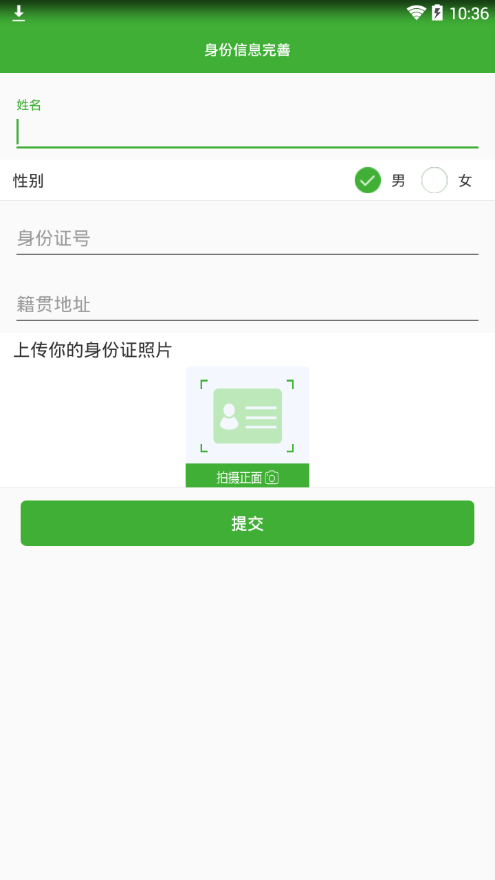 10:36
身份信息完善
姓名
性别 男 女
身份证号
籍贯地址
上传你的身份证照片
拍摄正面
提交